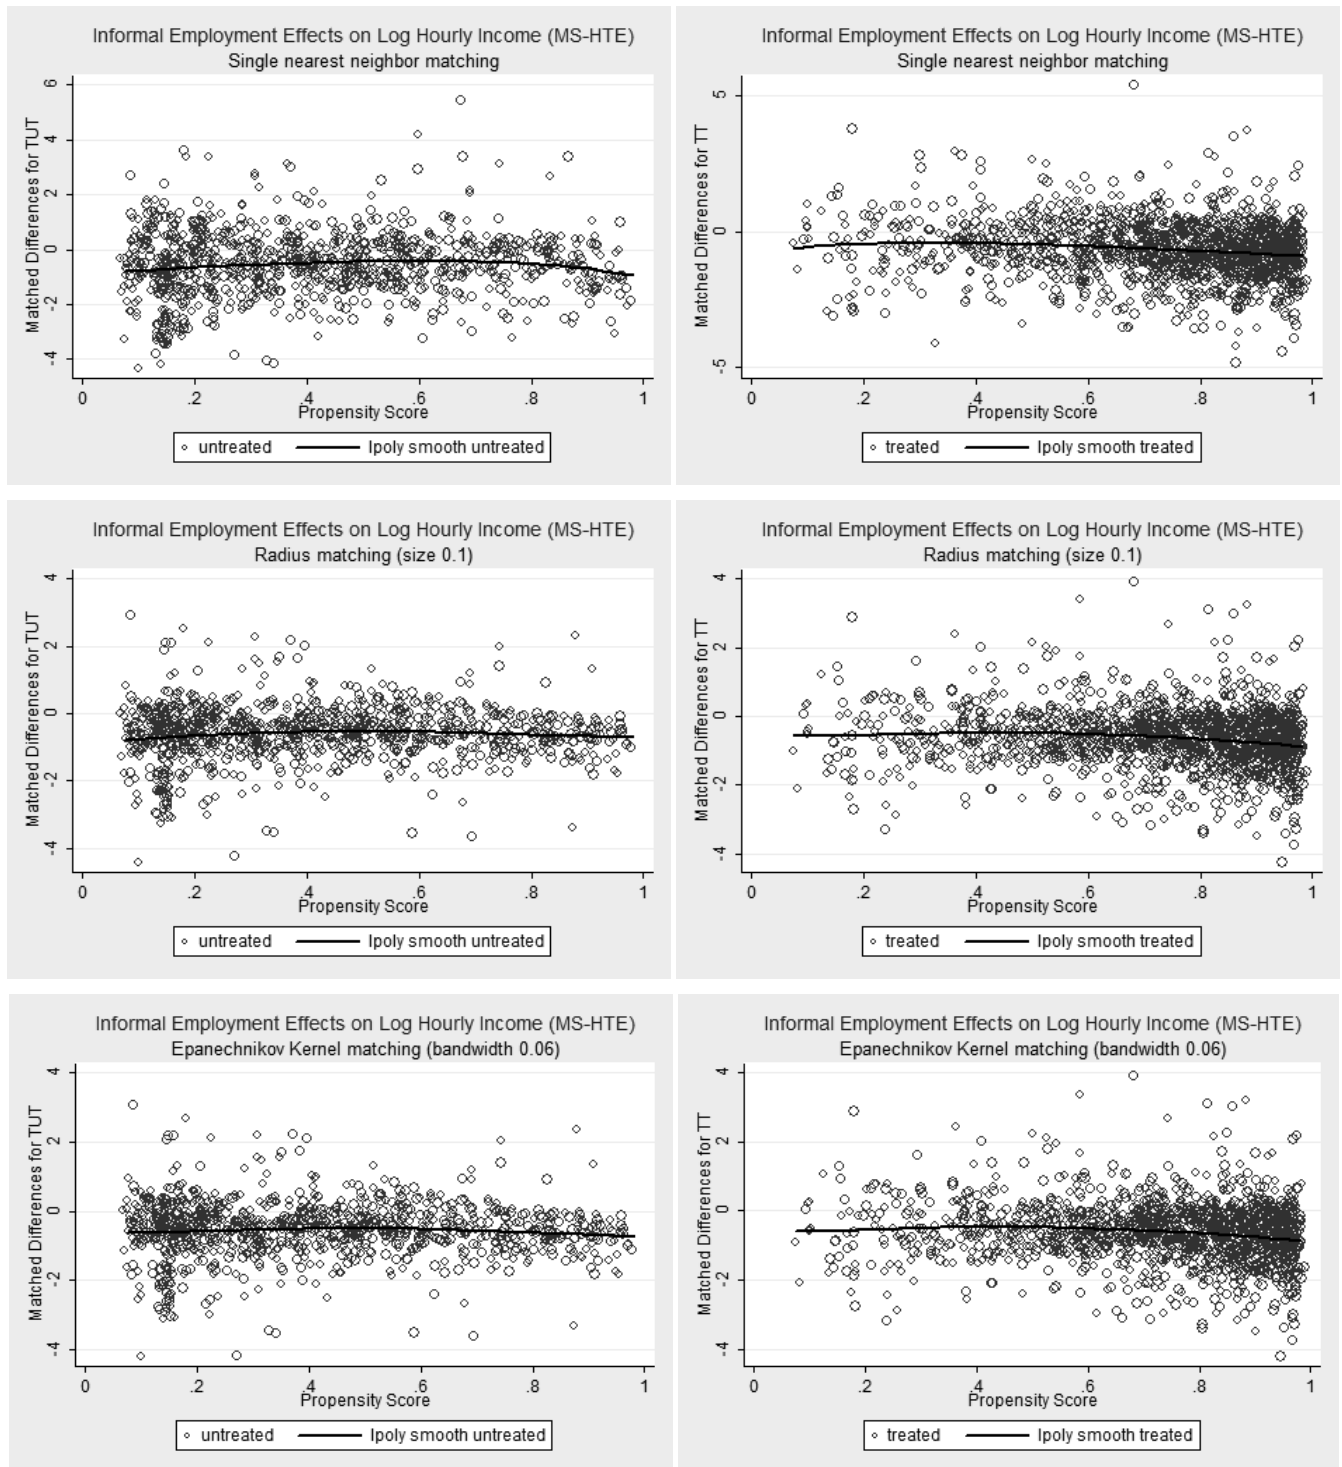 Informal Employment Effects on Log Hourly Income (MS-HTE)
Single nearest neighbor matching
Matched Differences for TUT
6
4
2
0
-2
-4
0 .2 .4 .6 .8 1
Propensity Score
untreated lpoly smooth untreated
Informal Employment Effects on Log Hourly Income (MS-HTE)
Single nearest neighbor matching
Matched Differences for TT
5
0
-5
0 .2 .4 .6 .8 1
Propensity Score
treated lpoly smooth treated
Informal Employment Effects on Log Hourly Income (MS-HTE)
Radius matching (size 0.1)
Matched Differences for TUT
4
2
0
-2
-4
0 .2 .4 .6 .8 1
Propensity Score
untreated lpoly smooth untreated
Informal Employment Effects on Log Hourly Income (MS-HTE)
Radius matching (size 0.1)
Matched Differences for TT
4
2
0
-2
-4
0 .2 .4 .6 .8 1
Propensity Score
treated lpoly smooth treated
Informal Employment Effects on Log Hourly Income (MS-HTE)
Epanechnikov Kernel matching (bandwidth 0.06)
Matched Differences for TUT
4
2
0
-2
-4
0 .2 .4 .6 .8 1
Propensity Score
untreated lpoly smooth untreated
Informal Employment Effects on Log Hourly Income (MS-HTE)
Epanechnikov Kernel matching (bandwidth 0.06)
Matched Differences for TT
4
2
0
-2
-4
0 .2 .4 .6 .8 1
Propensity Score
treated lpoly smooth treated